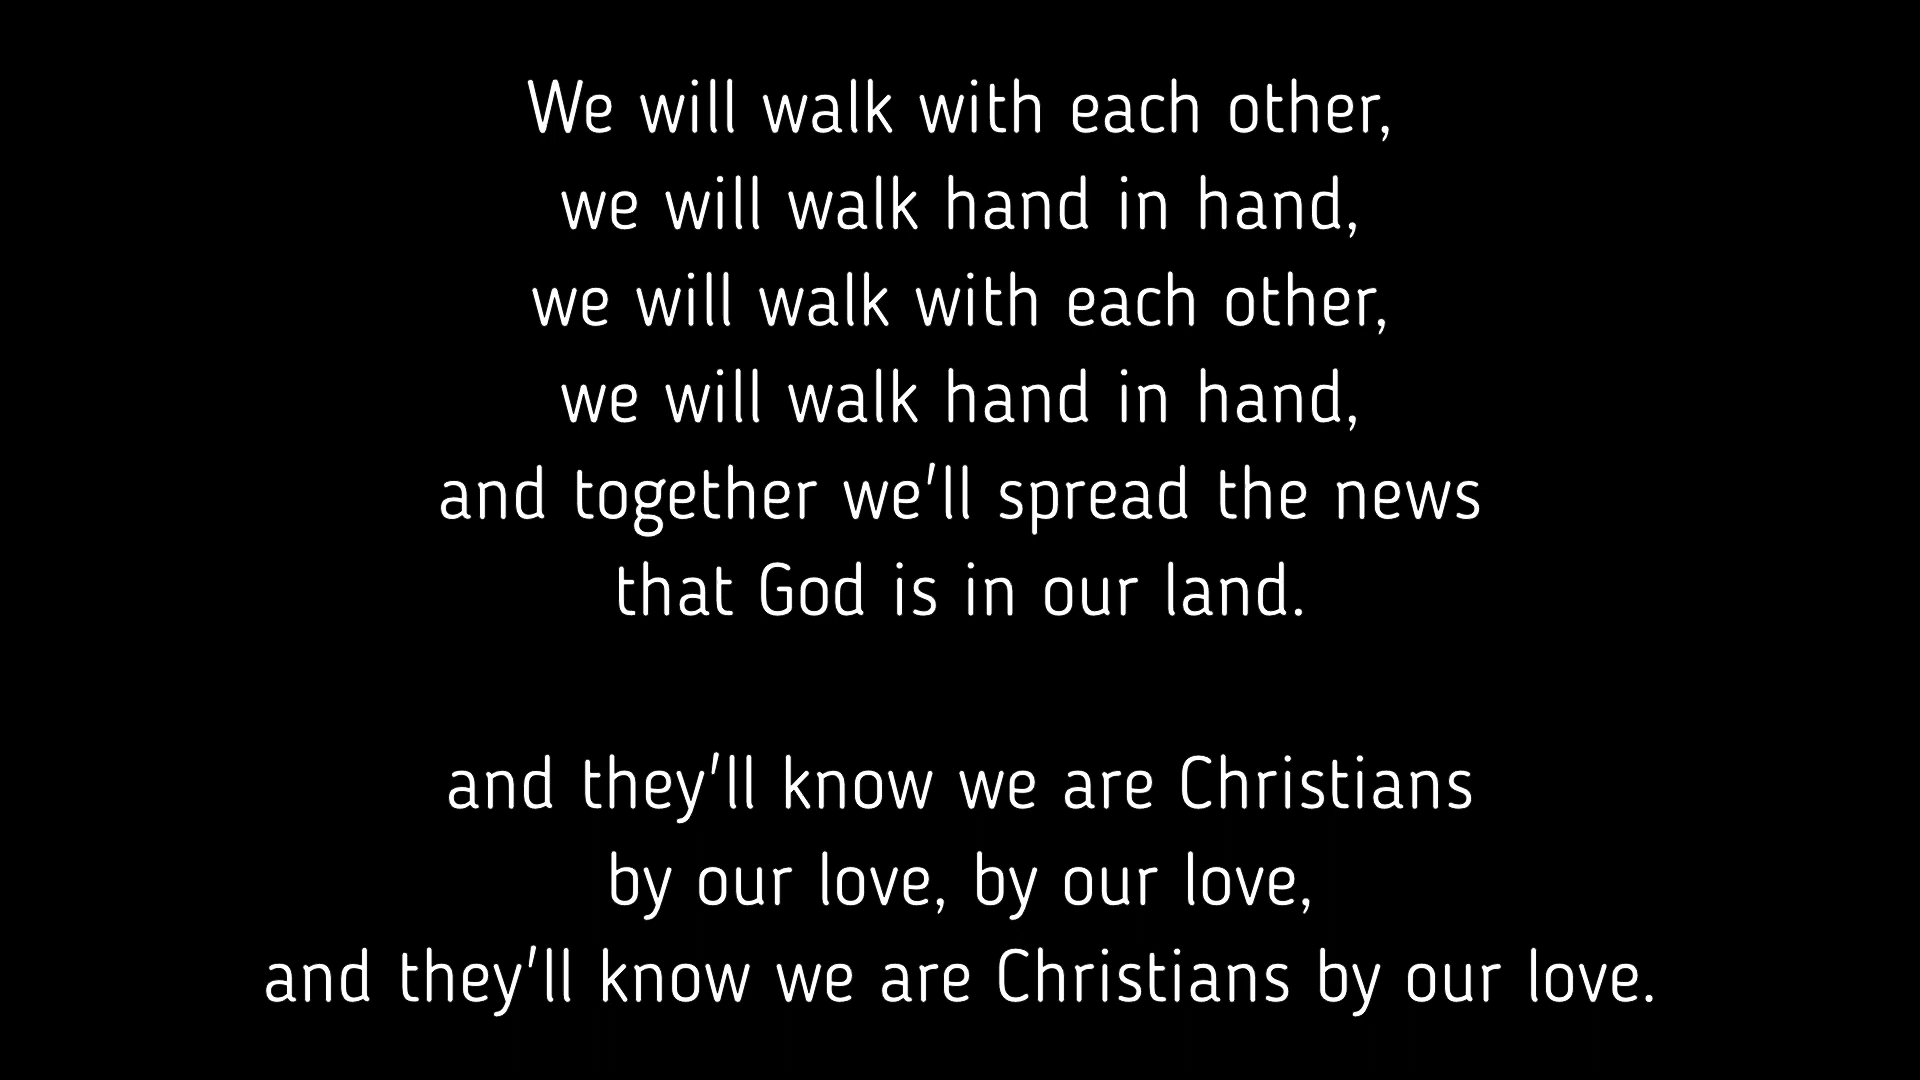 We will walk with each other,
we will walk hand in hand,
we will walk with each other,
we will walk hand in hand,
and together we'll spread the news
that God is in our land.
and they'll know we are Christians
by our love, by our love,
and they'll know we are Christians by our love.